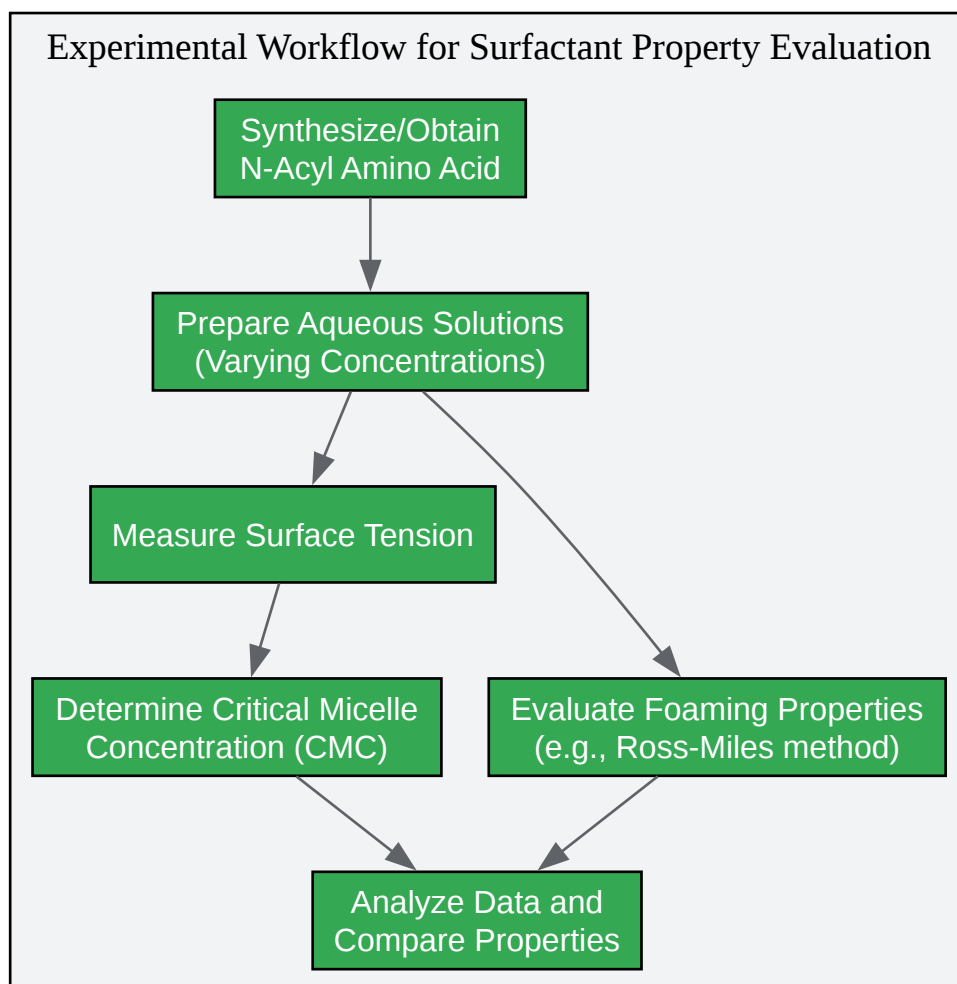 Experimental Workflow for Surfactant Property Evaluation
Synthesize/Obtain
N-Acyl Amino Acid
Prepare Aqueous Solutions
(Varying Concentrations)
Measure Surface Tension
Determine Critical Micelle
Concentration (CMC)
Evaluate Foaming Properties
(e.g., Ross-Miles method)
Analyze Data and
Compare Properties